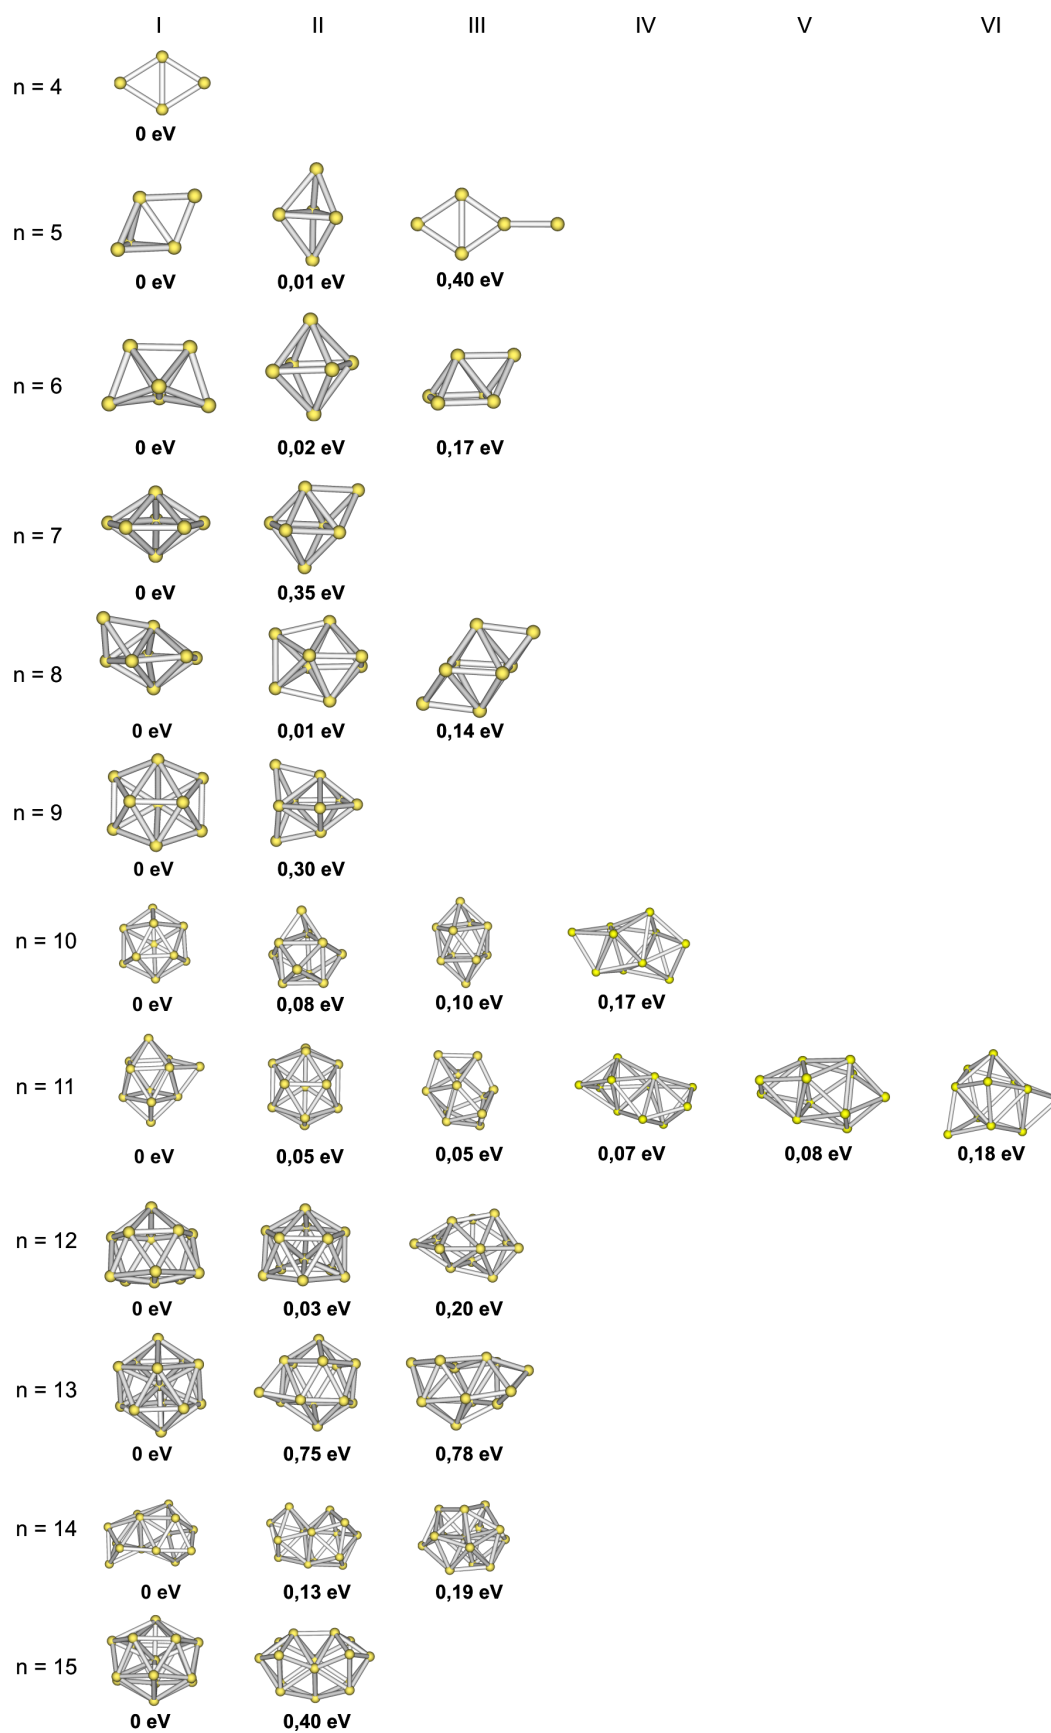 I II III IV V VI
n = 4
0 eV
n = 5
0 eV 0,01 eV 0,40 eV
n = 6
0 eV 0,02 eV 0,17 eV
n = 7
0 eV 0,35 eV
n = 8
0 eV 0,01 eV 0,14 eV
n = 9
0 eV 0,30 eV
n = 10
0 eV 0,08 eV 0,10 eV 0,17 eV
n = 11
0 eV 0,05 eV 0,05 eV 0,07 eV 0,08 eV 0,18 eV
n = 12
0 eV 0,03 eV 0,20 eV
n = 13
0 eV 0,75 eV 0,78 eV
n = 14
0 eV 0,13 eV 0,19 eV
n = 15
0 eV 0,40 eV